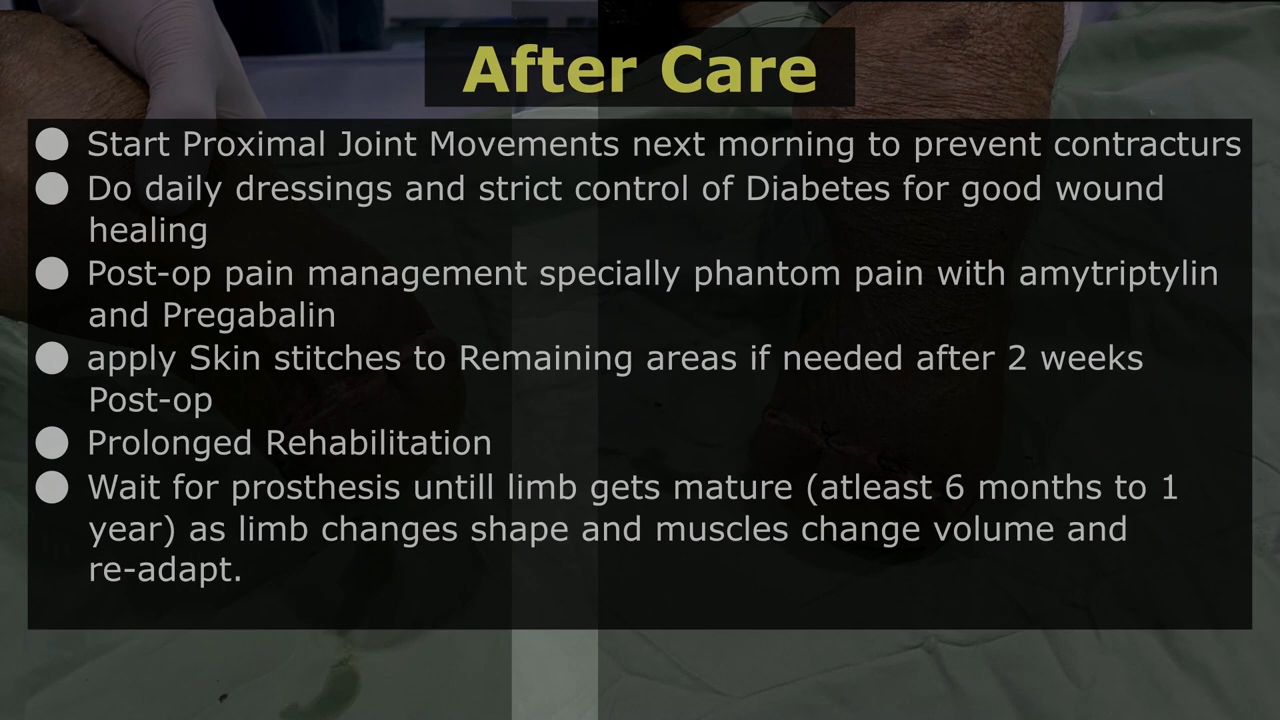 After Care
● Start Proximal Joint Movements next morning to prevent contracturs
● Do daily dressings and strict control of Diabetes for good wound
healing
● Post-op pain management specially phantom pain with amytriptylin
and Pregabalin
● apply Skin stitches to Remaining areas if needed after 2 weeks
Post-op
● Prolonged Rehabilitation
● Wait for prosthesis untill limb gets mature (atleast 6 months to 1
year) as limb changes shape and muscles change volume and
re-adapt.